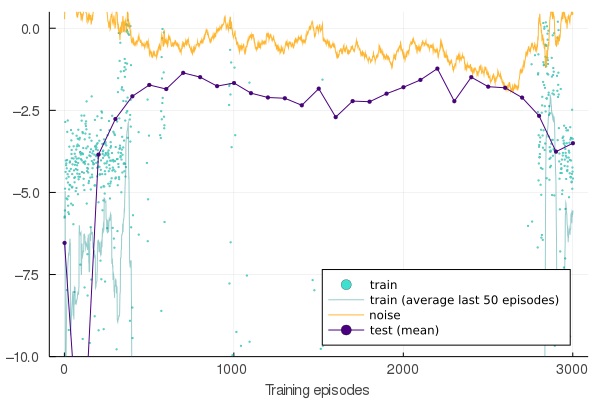 0.0
−2.5
−5.0
−7.5
−10.0
0
1000
2000
3000
Training episodes
train
train (average last 50 episodes)
noise
test (mean)